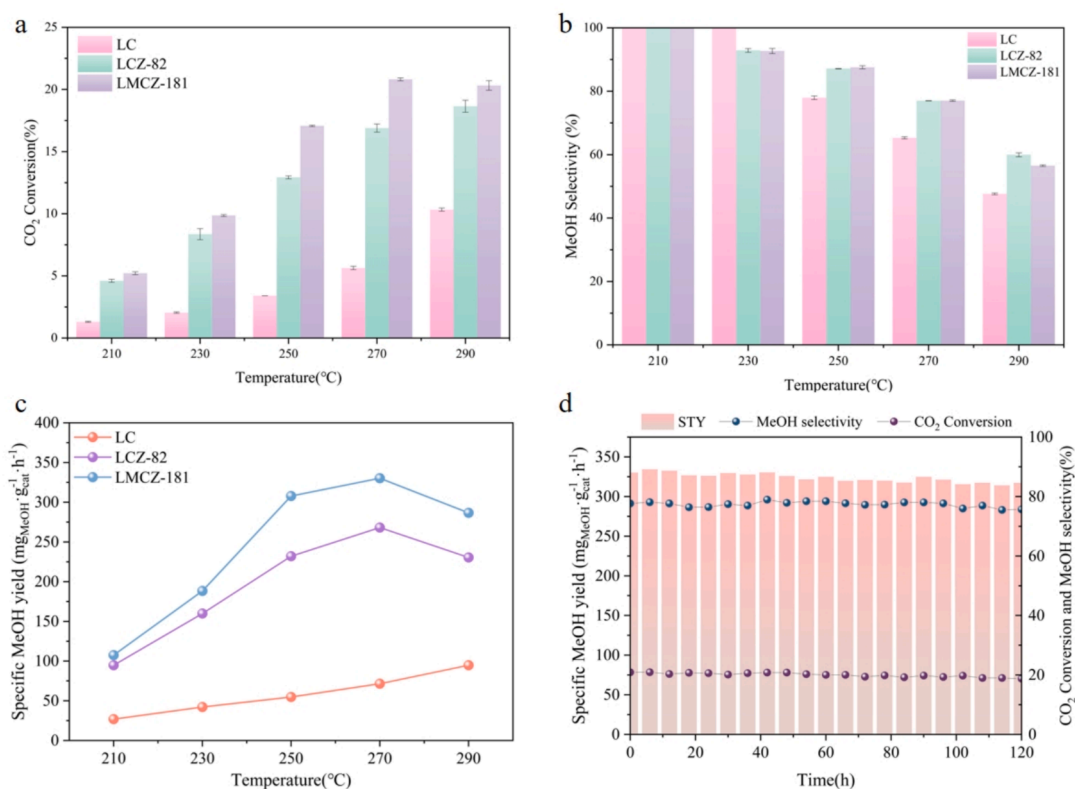 a
CO₂ Conversion(%)
25
20
15
10
5
0
LC
LCZ-82
LMCZ-181
210 230 250 270 290
Temperature(℃)
b
MeOH Selectivity (%)
100
80
60
40
20
0
LC
LCZ-82
LMCZ-181
210 230 250 270 290
Temperature(℃)
c
Specific MeOH yield (mg_MeOH·g_cat⁻¹·h⁻¹)
400
350
300
250
200
150
100
50
0
LC
LCZ-82
LMCZ-181
210 230 250 270 290
Temperature(℃)
d
STY MeOH selectivity CO₂ Conversion
Specific MeOH yield (mg_MeOH·g_cat⁻¹·h⁻¹)
350
300
250
200
150
100
50
0
100
80
60
40
20
0
CO₂ Conversion and MeOH selectivity(%)
0 20 40 60 80 100 120
Time(h)